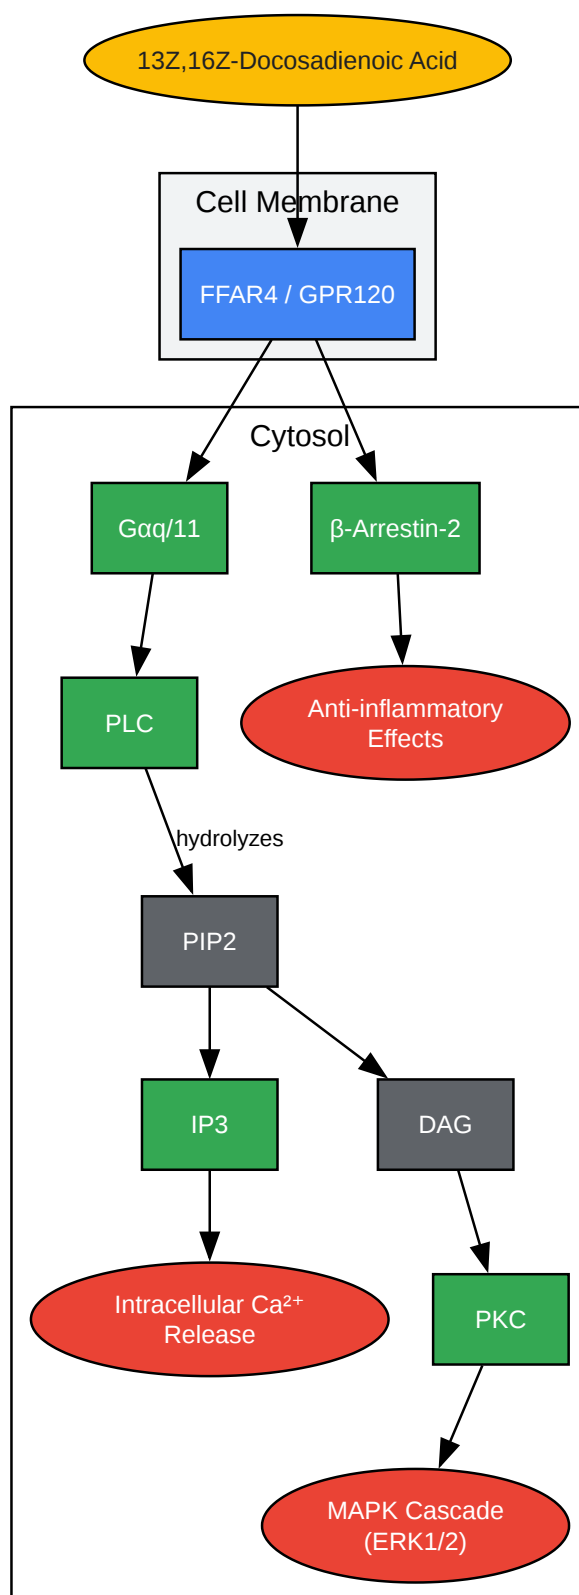 13Z,16Z-Docosadienoic Acid
Cell Membrane
FFAR4 / GPR120
Cytosol
Gαq/11
β-Arrestin-2
PLC
Anti-inflammatory
Effects
hydrolyzes
PIP2
IP3
DAG
Intracellular Ca²⁺
Release
PKC
MAPK Cascade
(ERK1/2)